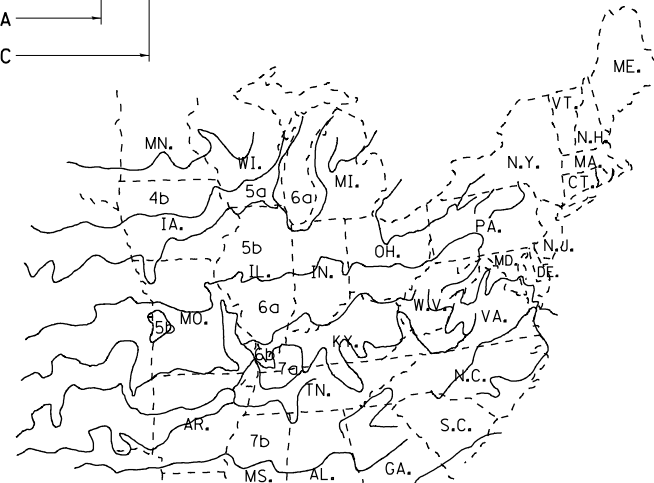 A
C
ME.
VT.
MN.
N.H.
WI.
N.Y.
MA.
MI.
CT.
4b
5a
6a
IA.
PA.
5b
OH.
N.J.
IL.
IN.
MD.
DE.
6a
W.V.
MO.
VA.
5b
KY.
6b
7a
N.C.
TN.
AR.
S.C.
7b
MS.
AL.
GA.